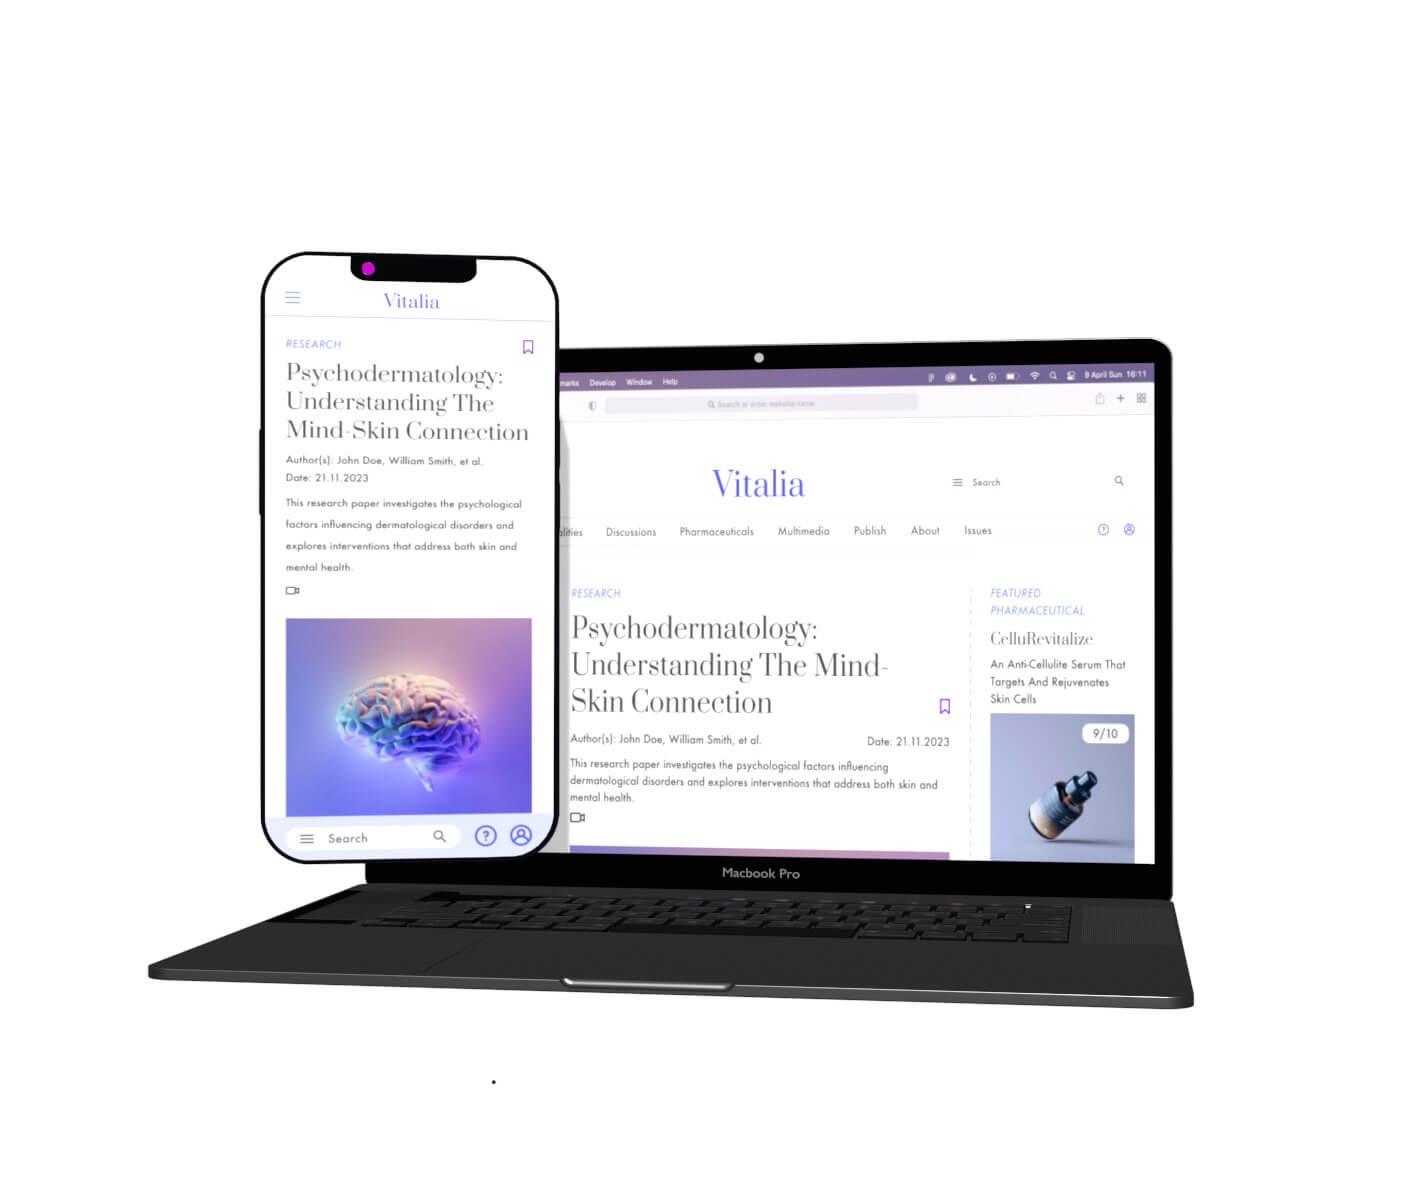 Vitalia
RESEARCH
Psychodermatology:
Understanding The
Mind-Skin Connection
Author(s): John Doe, William Smith, et al.
Date: 21.11.2023
This research paper investigates the psychological
factors influencing dermatological disorders and
explores interventions that address both skin and
mental health.
Search
marks Develop Window Help
9 April Sun 16:11
Search or enter website name
Vitalia
Search
alities Discussions Pharmaceuticals Multimedia Publish About Issues
RESEARCH
Psychodermatology:
Understanding The Mind-
Skin Connection
Author(s): John Doe, William Smith, et al.
Date: 21.11.2023
This research paper investigates the psychological factors influencing
dermatological disorders and explores interventions that address both skin and
mental health.
FEATURED
PHARMACEUTICAL
CelluRevitalize
An Anti-Cellulite Serum That
Targets And Rejuvenates
Skin Cells
9/10
Macbook Pro